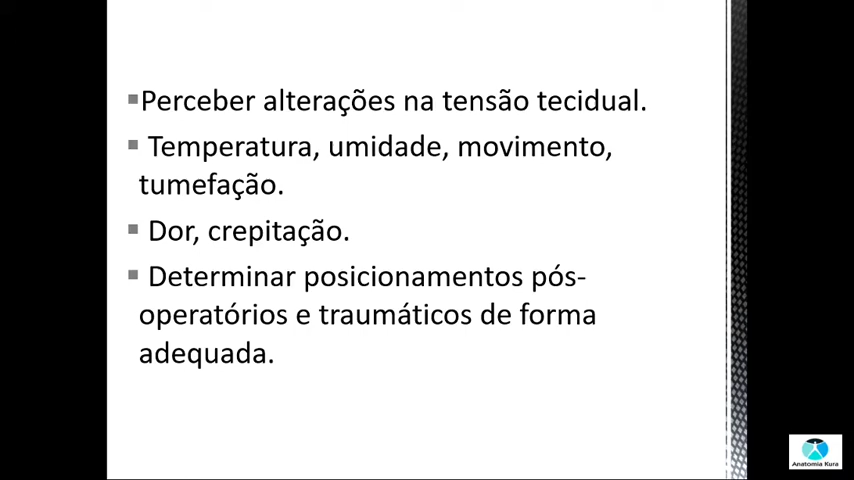 ▪Perceber alterações na tensão tecidual.
▪ Temperatura, umidade, movimento,
tumefação.
▪ Dor, crepitação.
▪ Determinar posicionamentos pós-
operatórios e traumáticos de forma
adequada.
Anatomia Kura